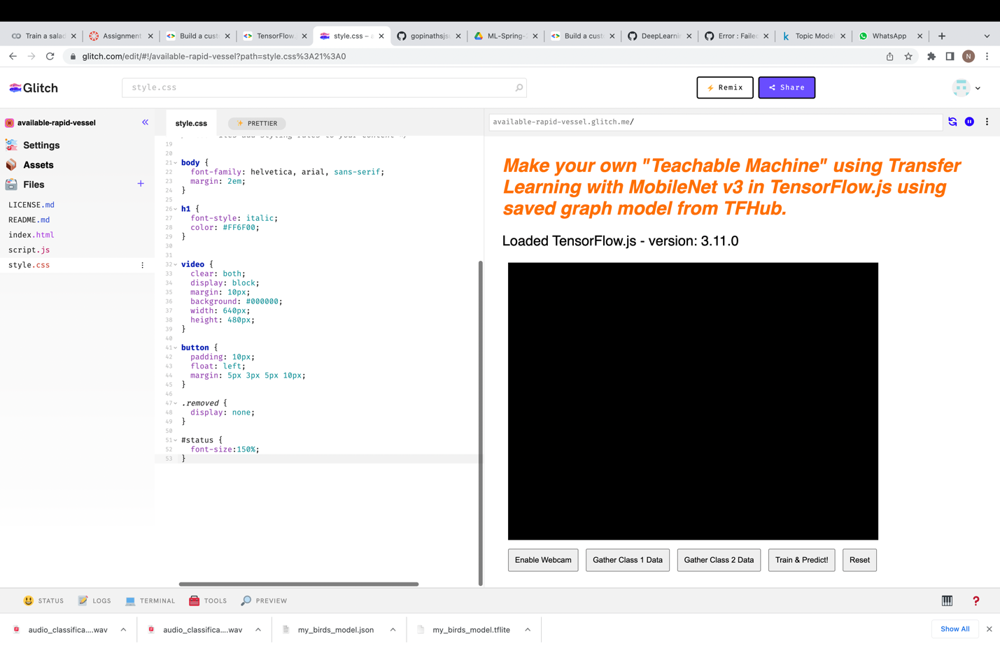 Train a salad
Assignment
Build a custo
TensorFlow.
style.css – a
gopinathsjsu
ML-Spring-2
Build a custo
DeepLearnin
Error : Failed
Topic Model
WhatsApp
glitch.com/edit/#!/available-rapid-vessel?path=style.css%3A21%3A0
N
Glitch
style.css
Remix
Share
available-rapid-vessel
Settings
Assets
Files
LICENSE.md
README.md
index.html
script.js
style.css
style.css
PRETTIER
files add styling rules to your content */
19
20
21 body {
22 font-family: helvetica, arial, sans-serif;
23 margin: 2em;
24 }
25
26 h1 {
27 font-style: italic;
28 color: #FF6F00;
29 }
30
31
32 video {
33 clear: both;
34 display: block;
35 margin: 10px;
36 background: #000000;
37 width: 640px;
38 height: 480px;
39 }
40
41 button {
42 padding: 10px;
43 float: left;
44 margin: 5px 3px 5px 10px;
45 }
46
47 .removed {
48 display: none;
49 }
50
51 #status {
52 font-size:150%;
53 }
available-rapid-vessel.glitch.me/
Make your own "Teachable Machine" using Transfer
Learning with MobileNet v3 in TensorFlow.js using
saved graph model from TFHub.
Loaded TensorFlow.js - version: 3.11.0
Enable Webcam
Gather Class 1 Data
Gather Class 2 Data
Train & Predict!
Reset
STATUS
LOGS
TERMINAL
TOOLS
PREVIEW
?
audio_classifica....wav
audio_classifica....wav
my_birds_model.json
my_birds_model.tflite
Show All